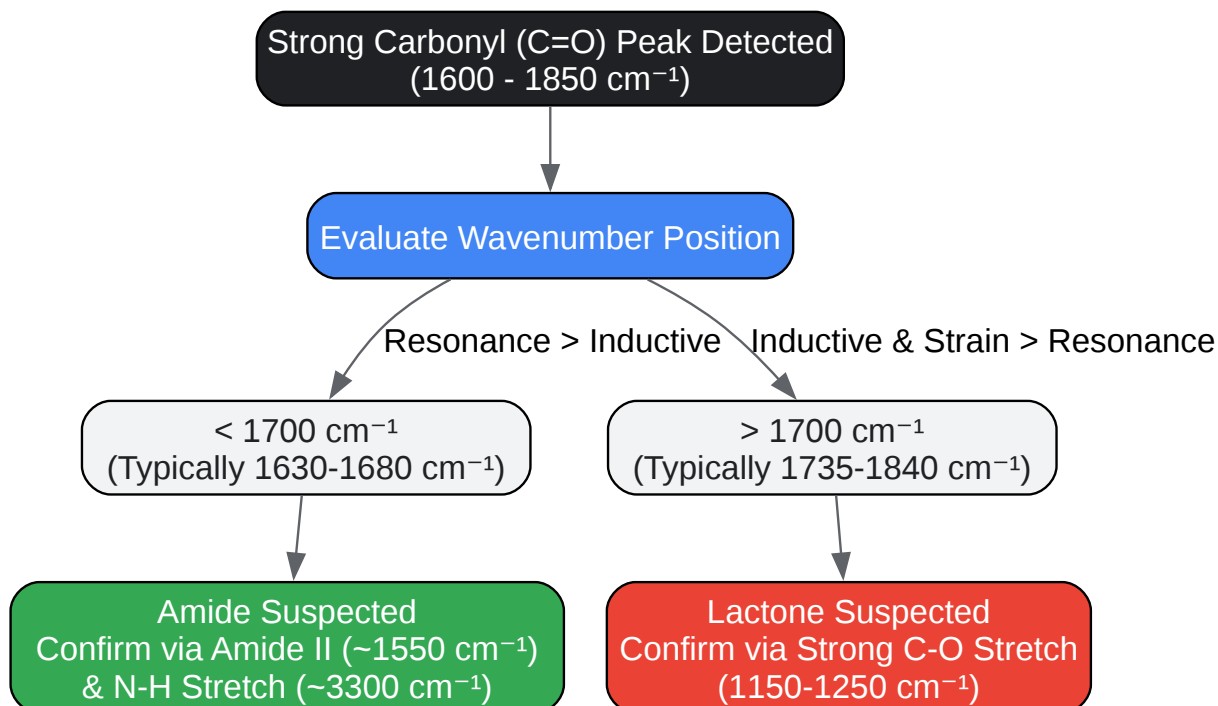 Strong Carbonyl (C=O) Peak Detected
(1600 - 1850 cm⁻¹)
Evaluate Wavenumber Position
Resonance > Inductive
Inductive & Strain > Resonance
< 1700 cm⁻¹
(Typically 1630-1680 cm⁻¹)
> 1700 cm⁻¹
(Typically 1735-1840 cm⁻¹)
Amide Suspected
Confirm via Amide II (~1550 cm⁻¹)
& N-H Stretch (~3300 cm⁻¹)
Lactone Suspected
Confirm via Strong C-O Stretch
(1150-1250 cm⁻¹)